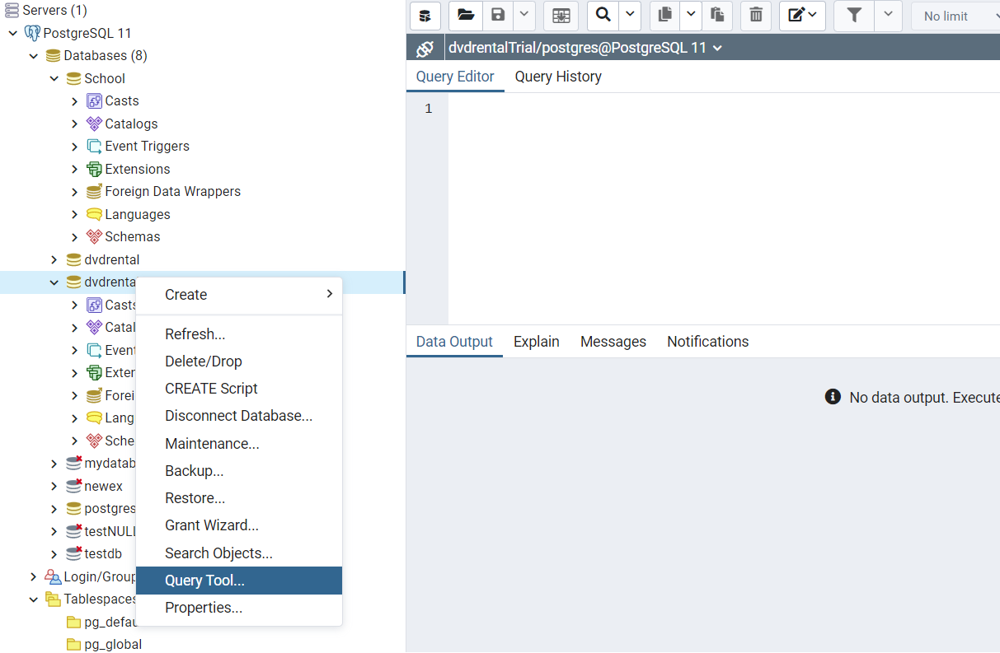 Servers (1)
PostgreSQL 11
Databases (8)
School
Casts
Catalogs
Event Triggers
Extensions
Foreign Data Wrappers
Languages
Schemas
dvdrental
dvdrenta
Casts
Catal
Event
Exten
Forei
Lang
Sche
mydatab
newex
postgres
testNULL
testdb
Login/Group
Tablespaces
pg_defau
pg_global
Create
Refresh...
Delete/Drop
CREATE Script
Disconnect Database...
Maintenance...
Backup...
Restore...
Grant Wizard...
Search Objects...
Query Tool...
Properties...
No limit
dvdrentalTrial/postgres@PostgreSQL 11
Query Editor Query History
1
Data Output Explain Messages Notifications
No data output. Execute